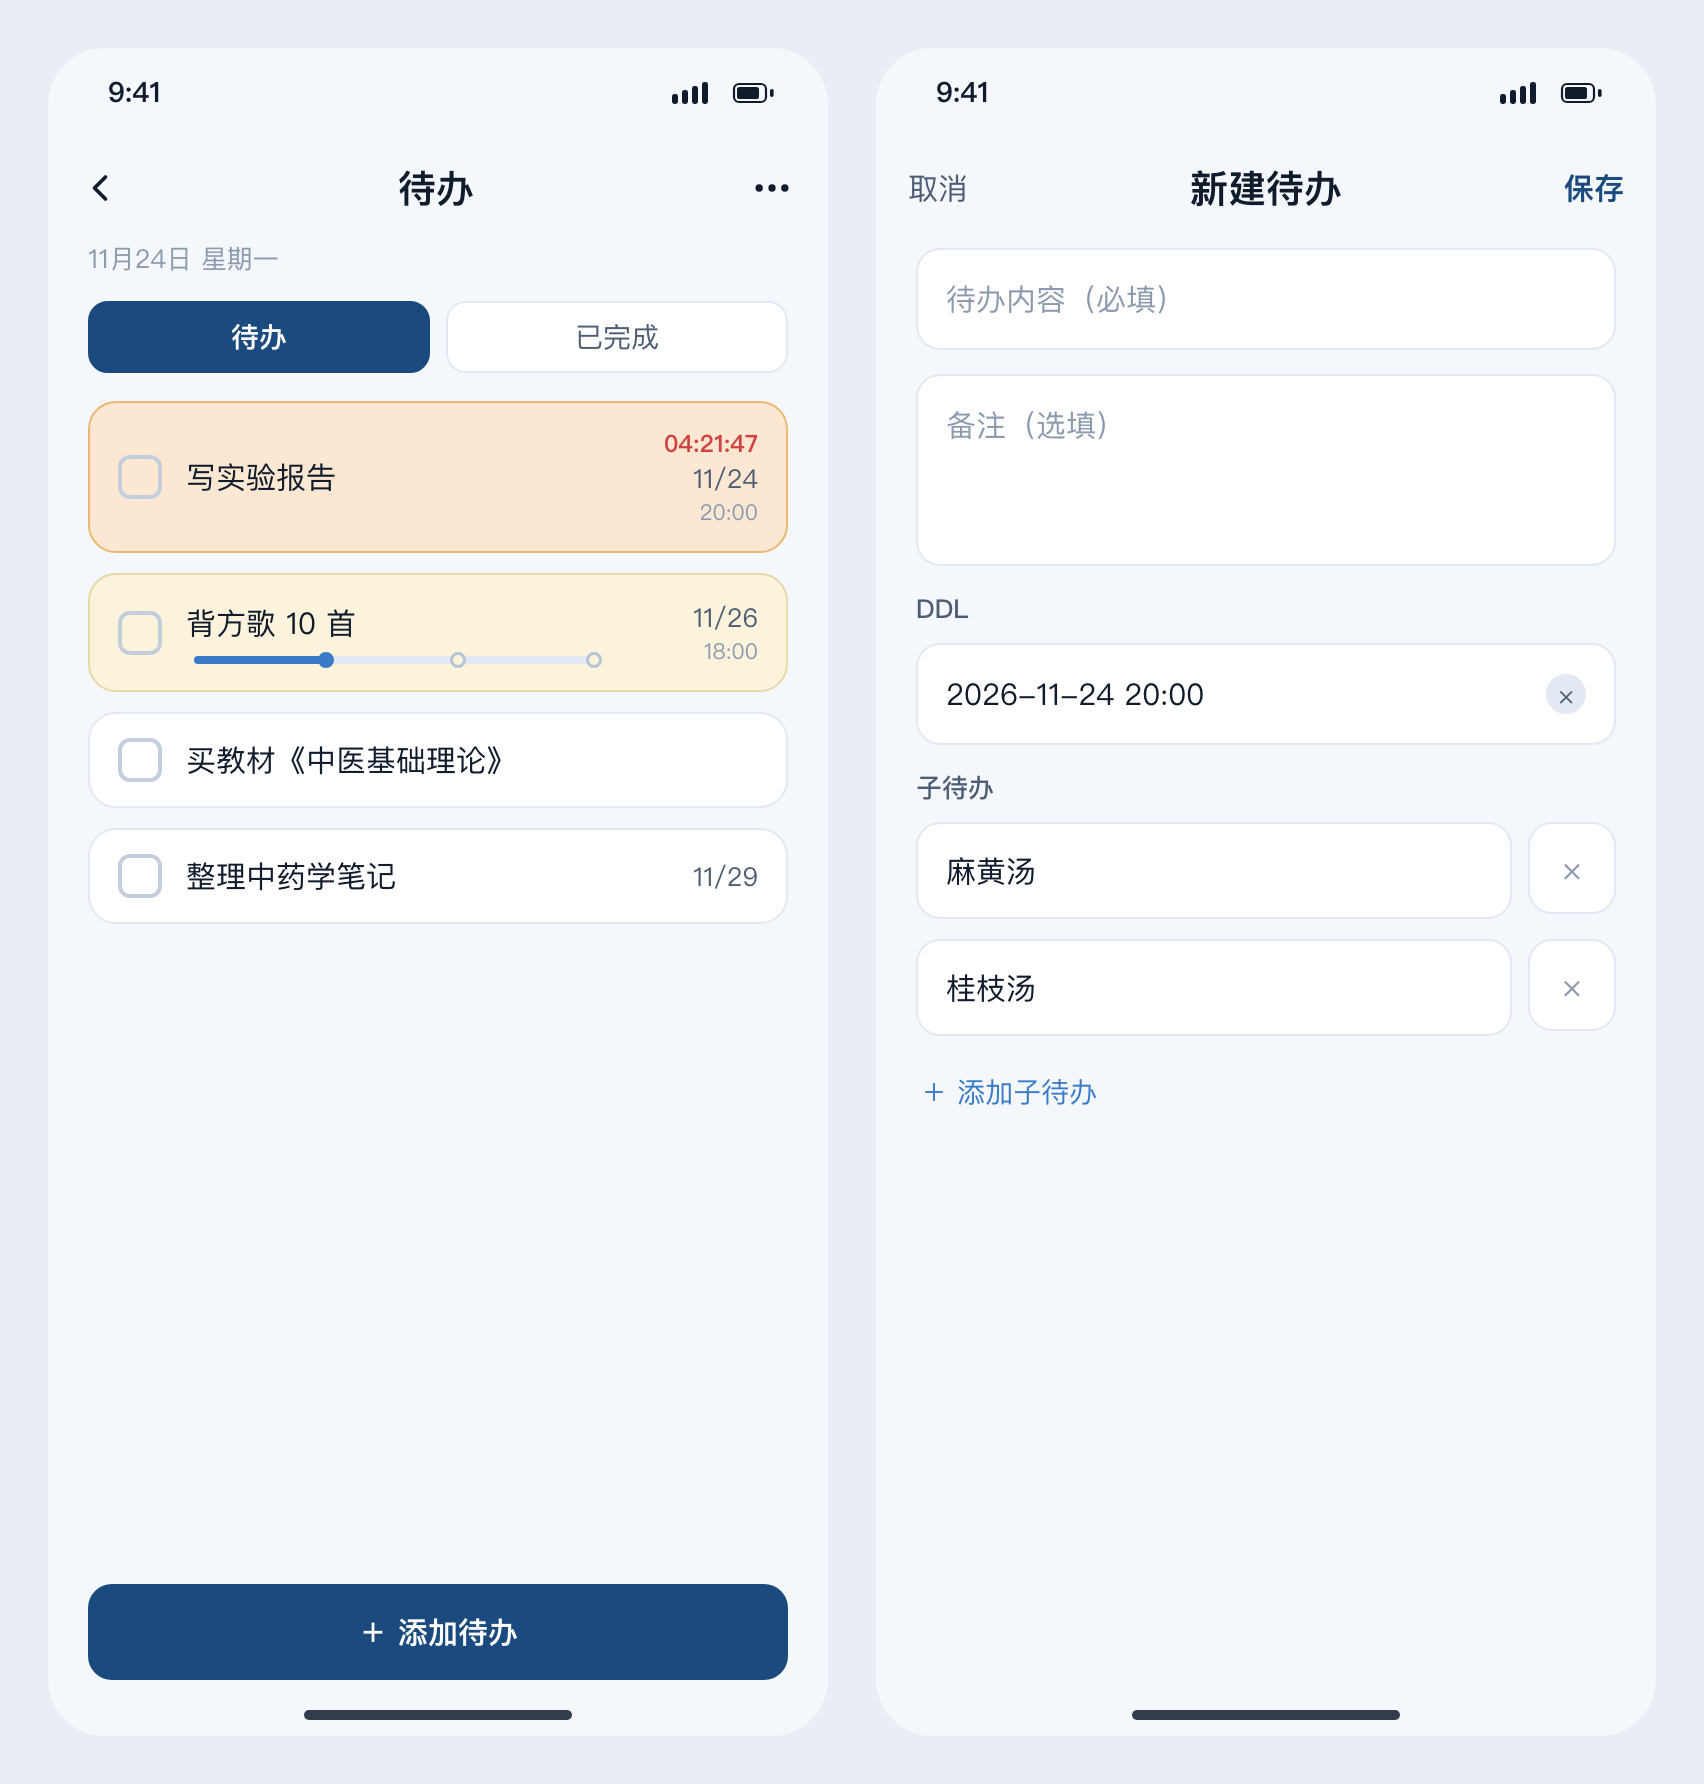 9:41
待办
11月24日 星期一
待办
已完成
写实验报告
04:21:47
11/24
20:00
背方歌 10 首
11/26
18:00
买教材《中医基础理论》
整理中药学笔记
11/29
+ 添加待办
9:41
取消
新建待办
保存
待办内容（必填）
备注（选填）
DDL
2026–11–24 20:00
×
子待办
麻黄汤
×
桂枝汤
×
+ 添加子待办